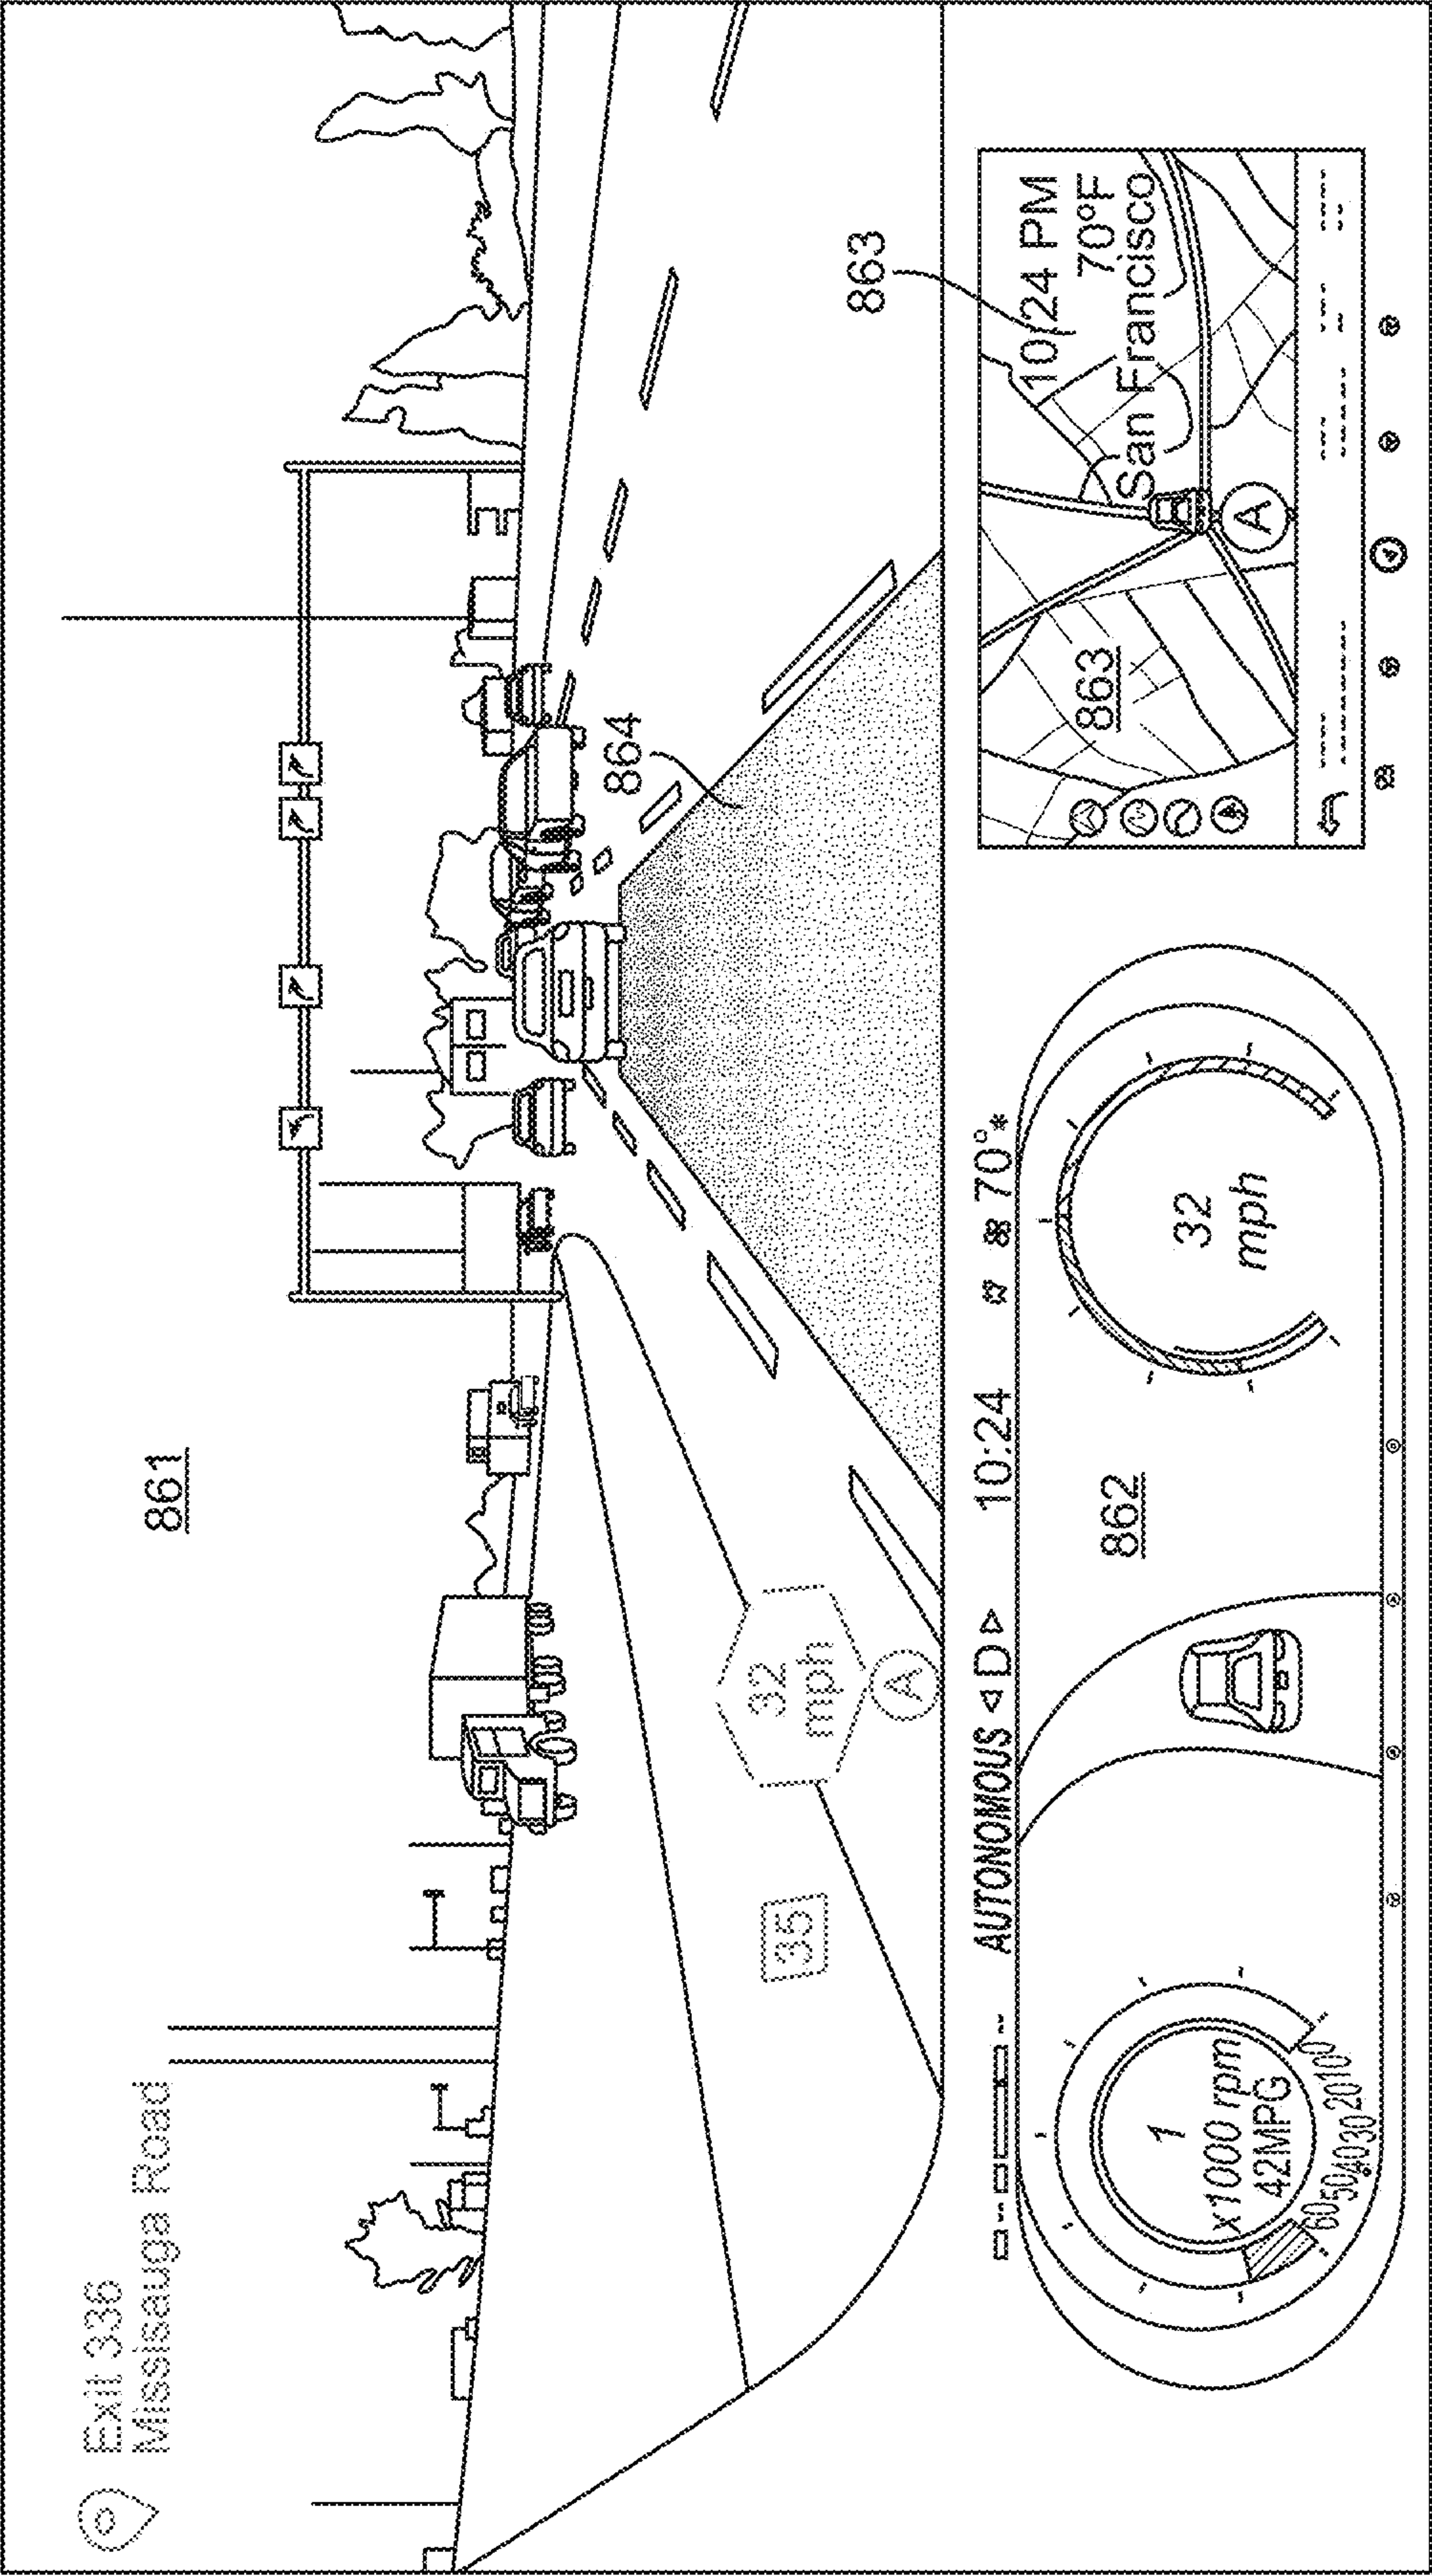 Exit 336
Mississauga Road
861
864
863
35
32
mph
A
AUTONOMOUS ◁ D ▷
10:24
70°
1
x1000 rpm
42MPG
60 50 40 30 20 10 0
862
32
mph
10:24 PM
70°F
San Francisco
863
A